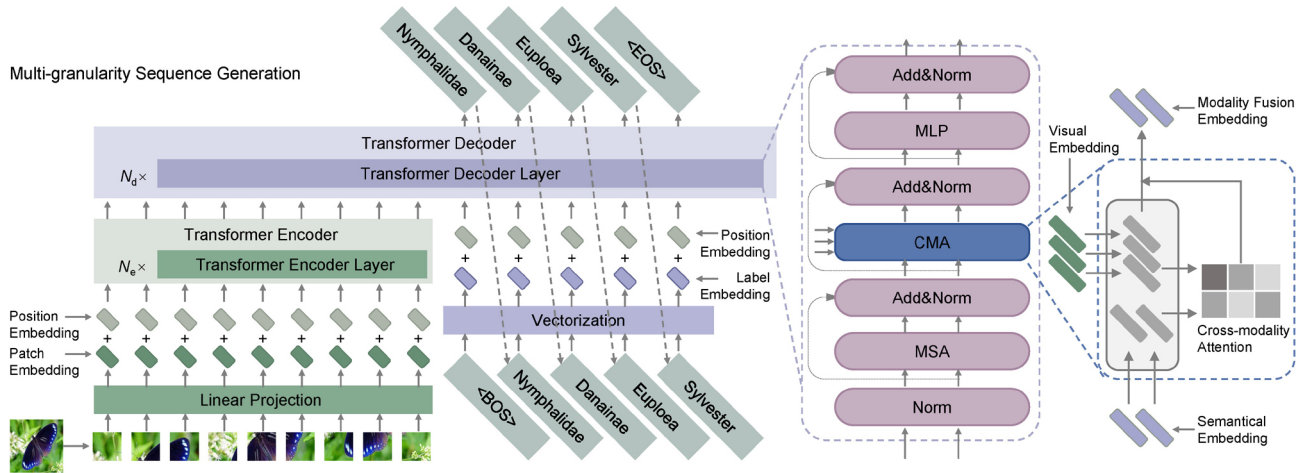 Multi-granularity Sequence Generation
Nymphalidae
Danainae
Euploea
Sylvester
<EOS>
Transformer Decoder
Nd×
Transformer Decoder Layer
Transformer Encoder
Ne×
Transformer Encoder Layer
Position
Embedding
Patch
Embedding
Linear Projection
Position
Embedding
Label
Embedding
Vectorization
<BOS>
Nymphalidae
Danainae
Euploea
Sylvester
Add&Norm
MLP
Add&Norm
CMA
Add&Norm
MSA
Norm
Visual
Embedding
Modality Fusion
Embedding
Cross-modality
Attention
Semantical
Embedding